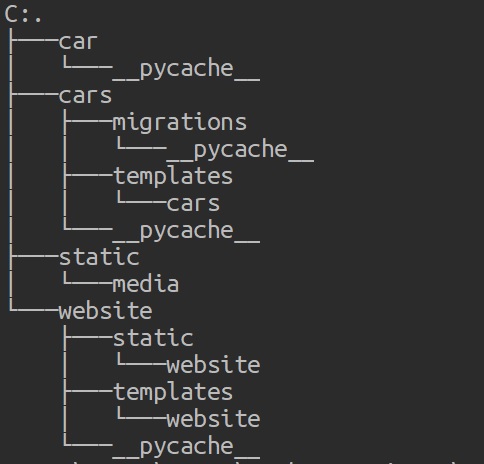 C:.
├───car
│   └───__pycache__
├───cars
│   ├───migrations
│   │   └───__pycache__
│   ├───templates
│   │   └───cars
│   └───__pycache__
├───static
│   └───media
└───website
    ├───static
    │   └───website
    ├───templates
    │   └───website
    └───__pycache__